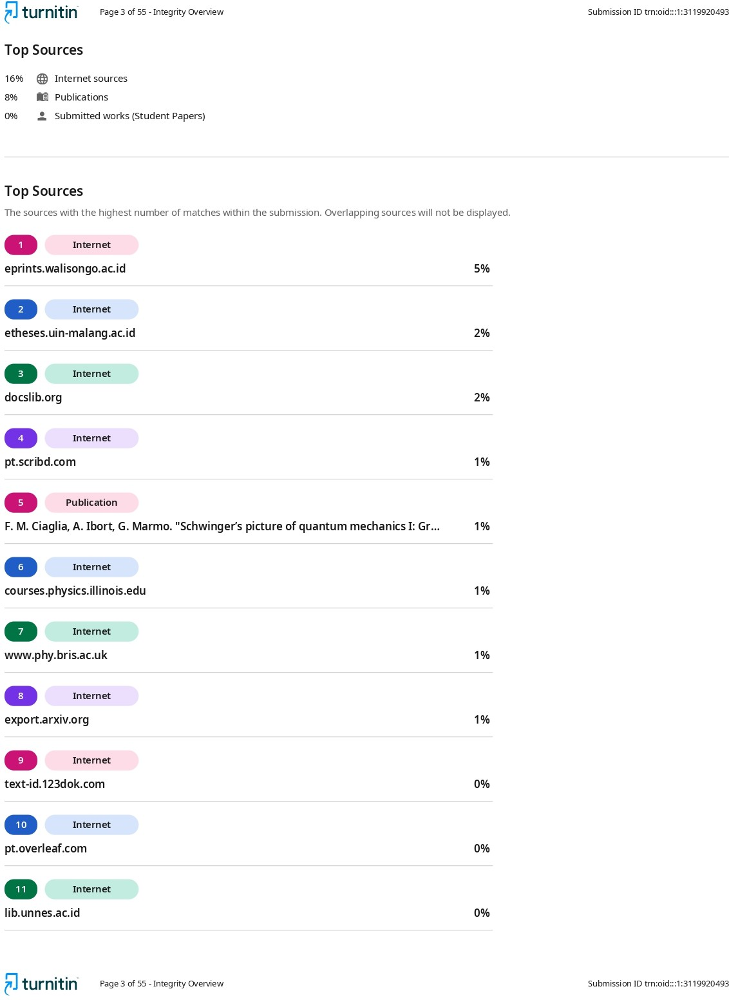 turnitin Page 3 of 55 - Integrity Overview Submission ID trn:oid:::1:3119920493
Top Sources
16% Internet sources
8% Publications
0% Submitted works (Student Papers)
Top Sources
The sources with the highest number of matches within the submission. Overlapping sources will not be displayed.
1 Internet
eprints.walisongo.ac.id 5%
2 Internet
etheses.uin-malang.ac.id 2%
3 Internet
docslib.org 2%
4 Internet
pt.scribd.com 1%
5 Publication
F. M. Ciaglia, A. Ibort, G. Marmo. "Schwinger’s picture of quantum mechanics I: Gr... 1%
6 Internet
courses.physics.illinois.edu 1%
7 Internet
www.phy.bris.ac.uk 1%
8 Internet
export.arxiv.org 1%
9 Internet
text-id.123dok.com 0%
10 Internet
pt.overleaf.com 0%
11 Internet
lib.unnes.ac.id 0%
turnitin Page 3 of 55 - Integrity Overview Submission ID trn:oid:::1:3119920493